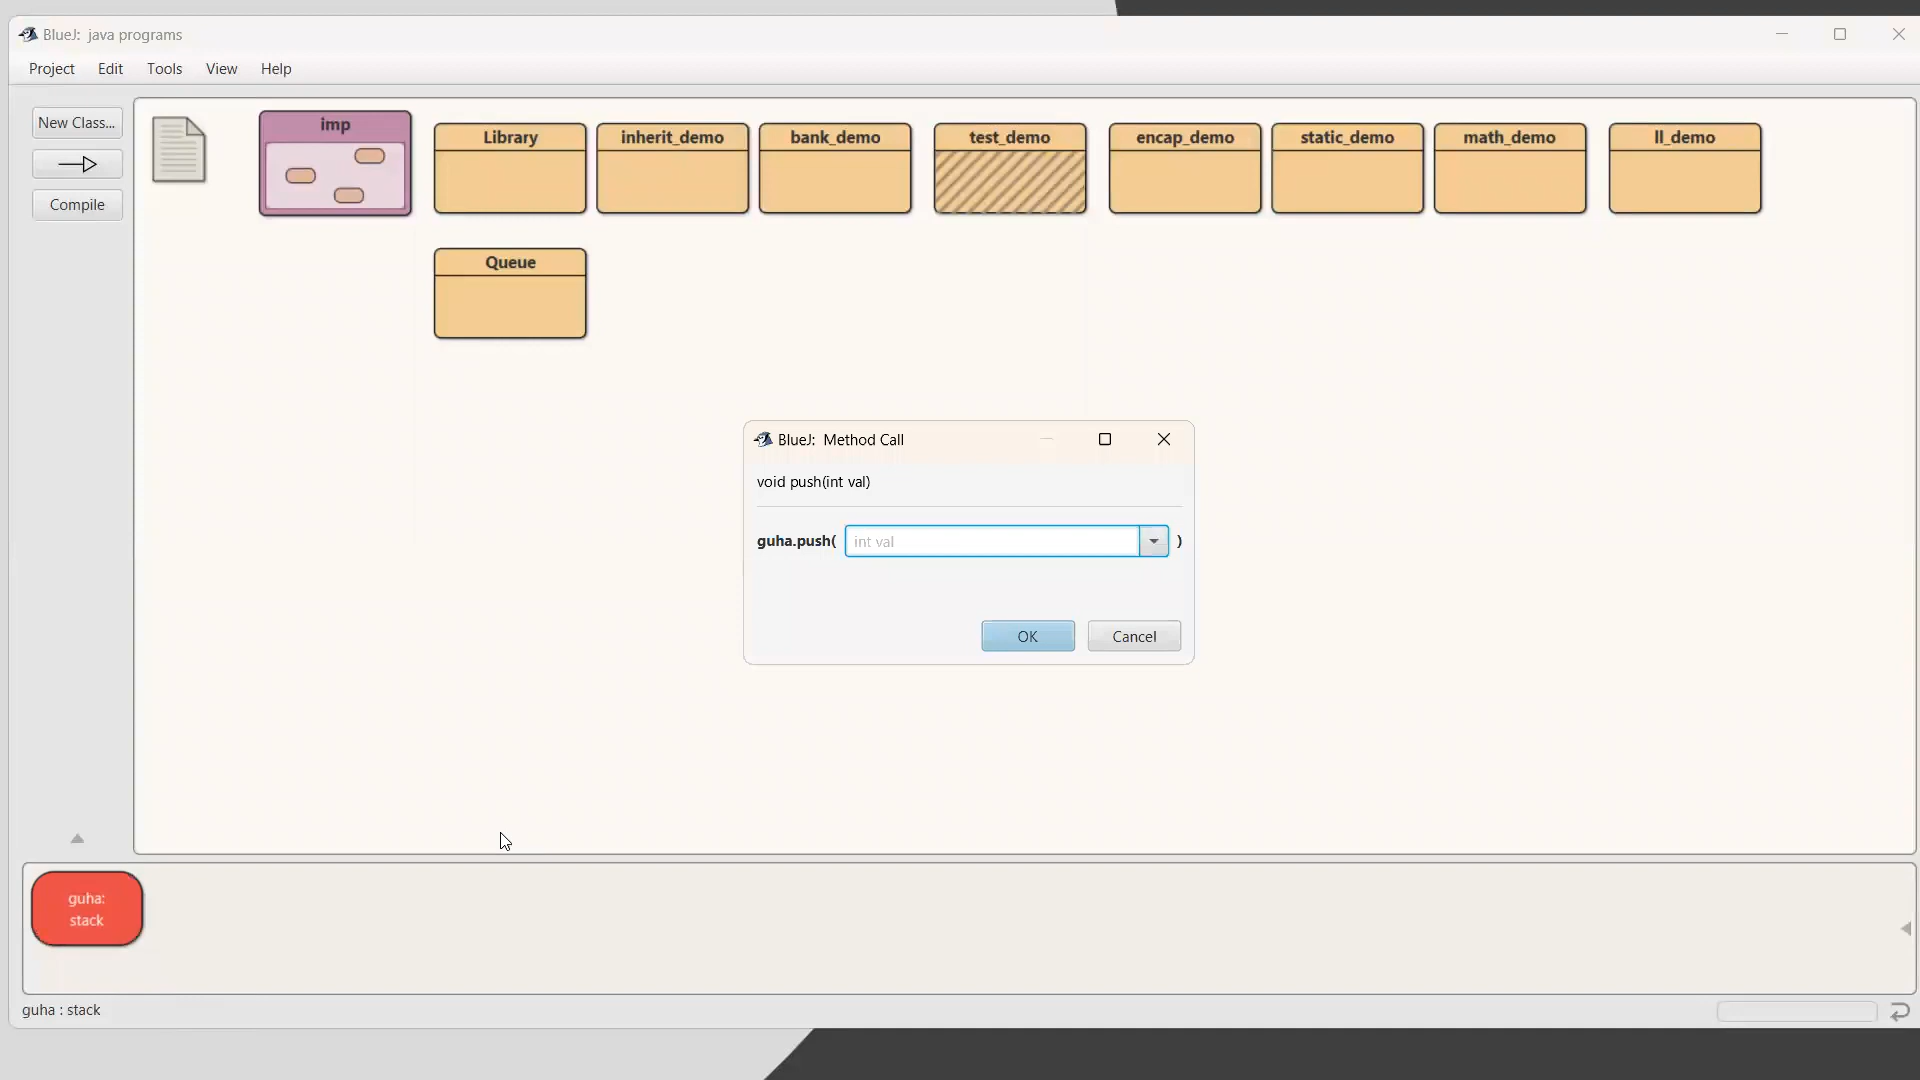 BlueJ: java programs
Project Edit Tools View Help
New Class...
Compile
imp
Library
inherit_demo
bank_demo
test_demo
encap_demo
static_demo
math_demo
ll_demo
Queue
BlueJ: Method Call
void push(int val)
guha.push( int val )
OK Cancel
guha:
stack
guha : stack